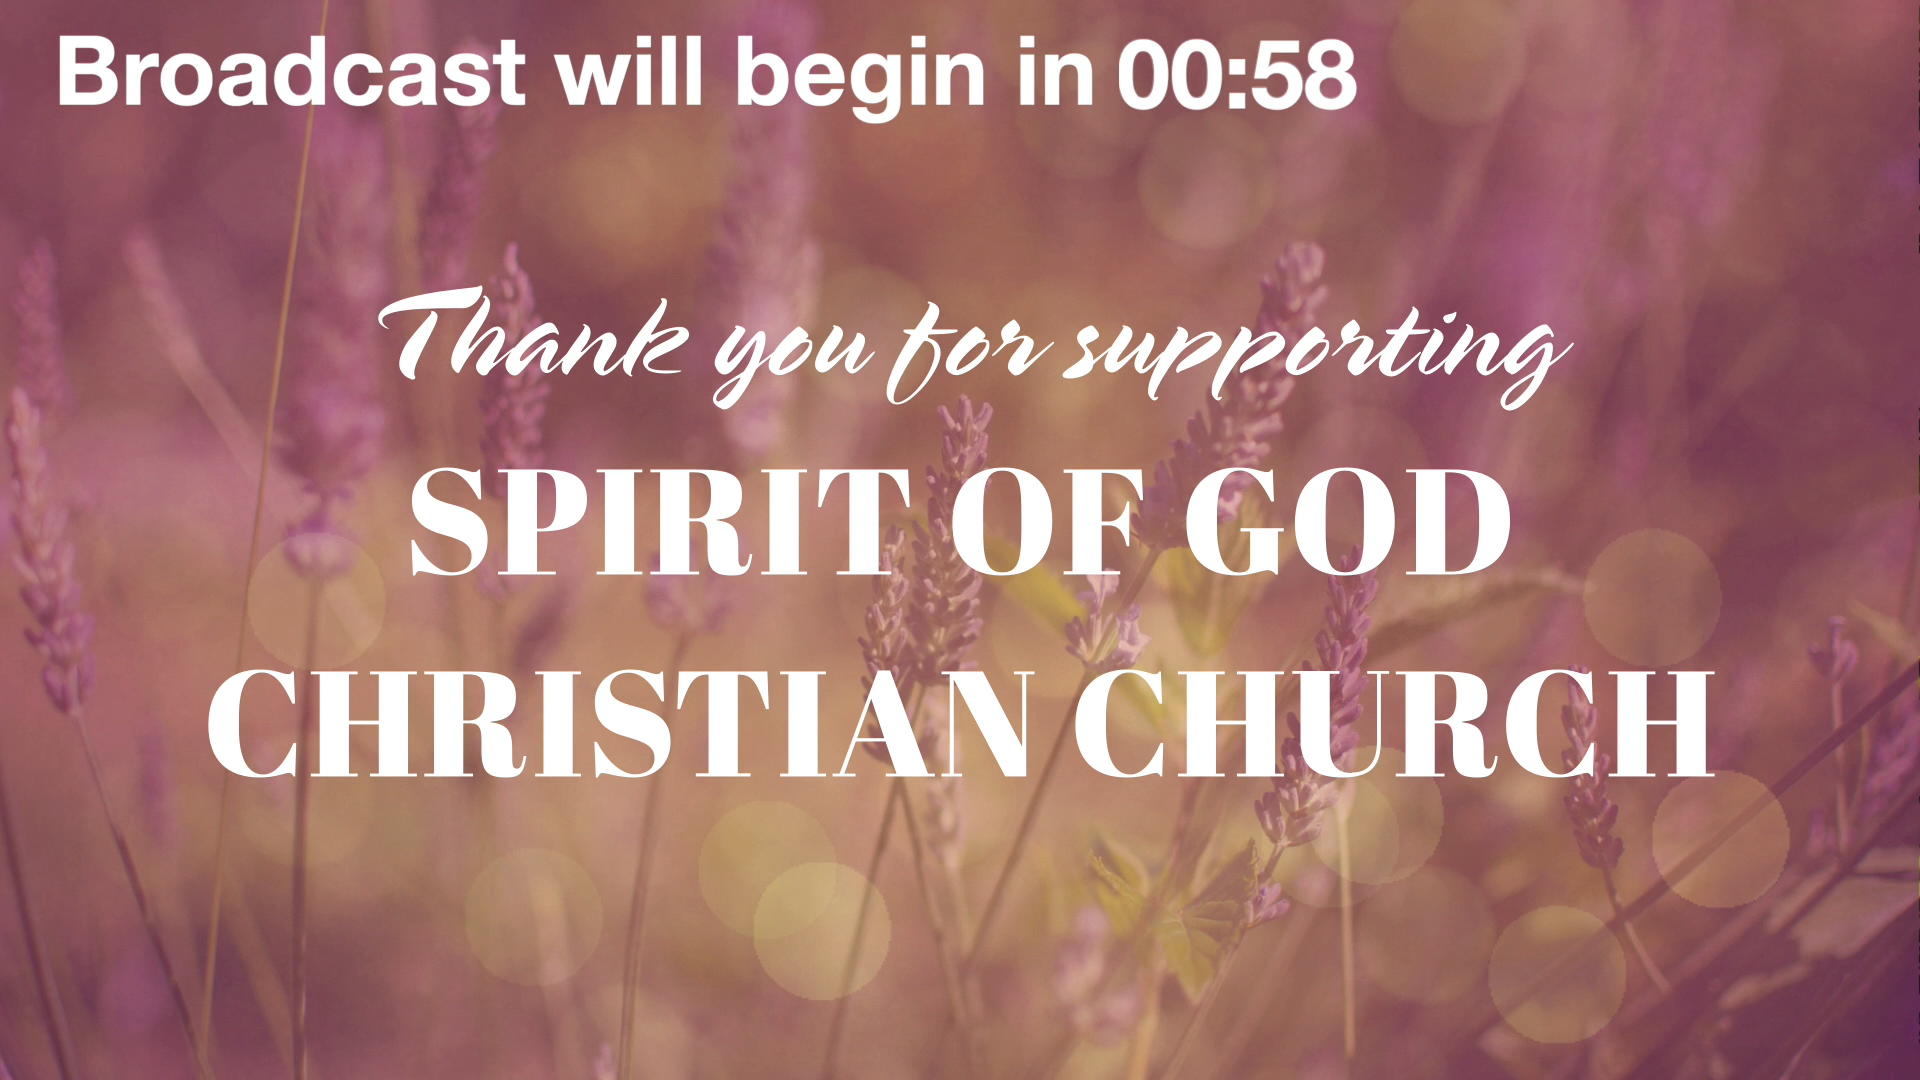 Broadcast will begin in 00:58
Thank you for supporting
SPIRIT OF GOD
CHRISTIAN CHURCH